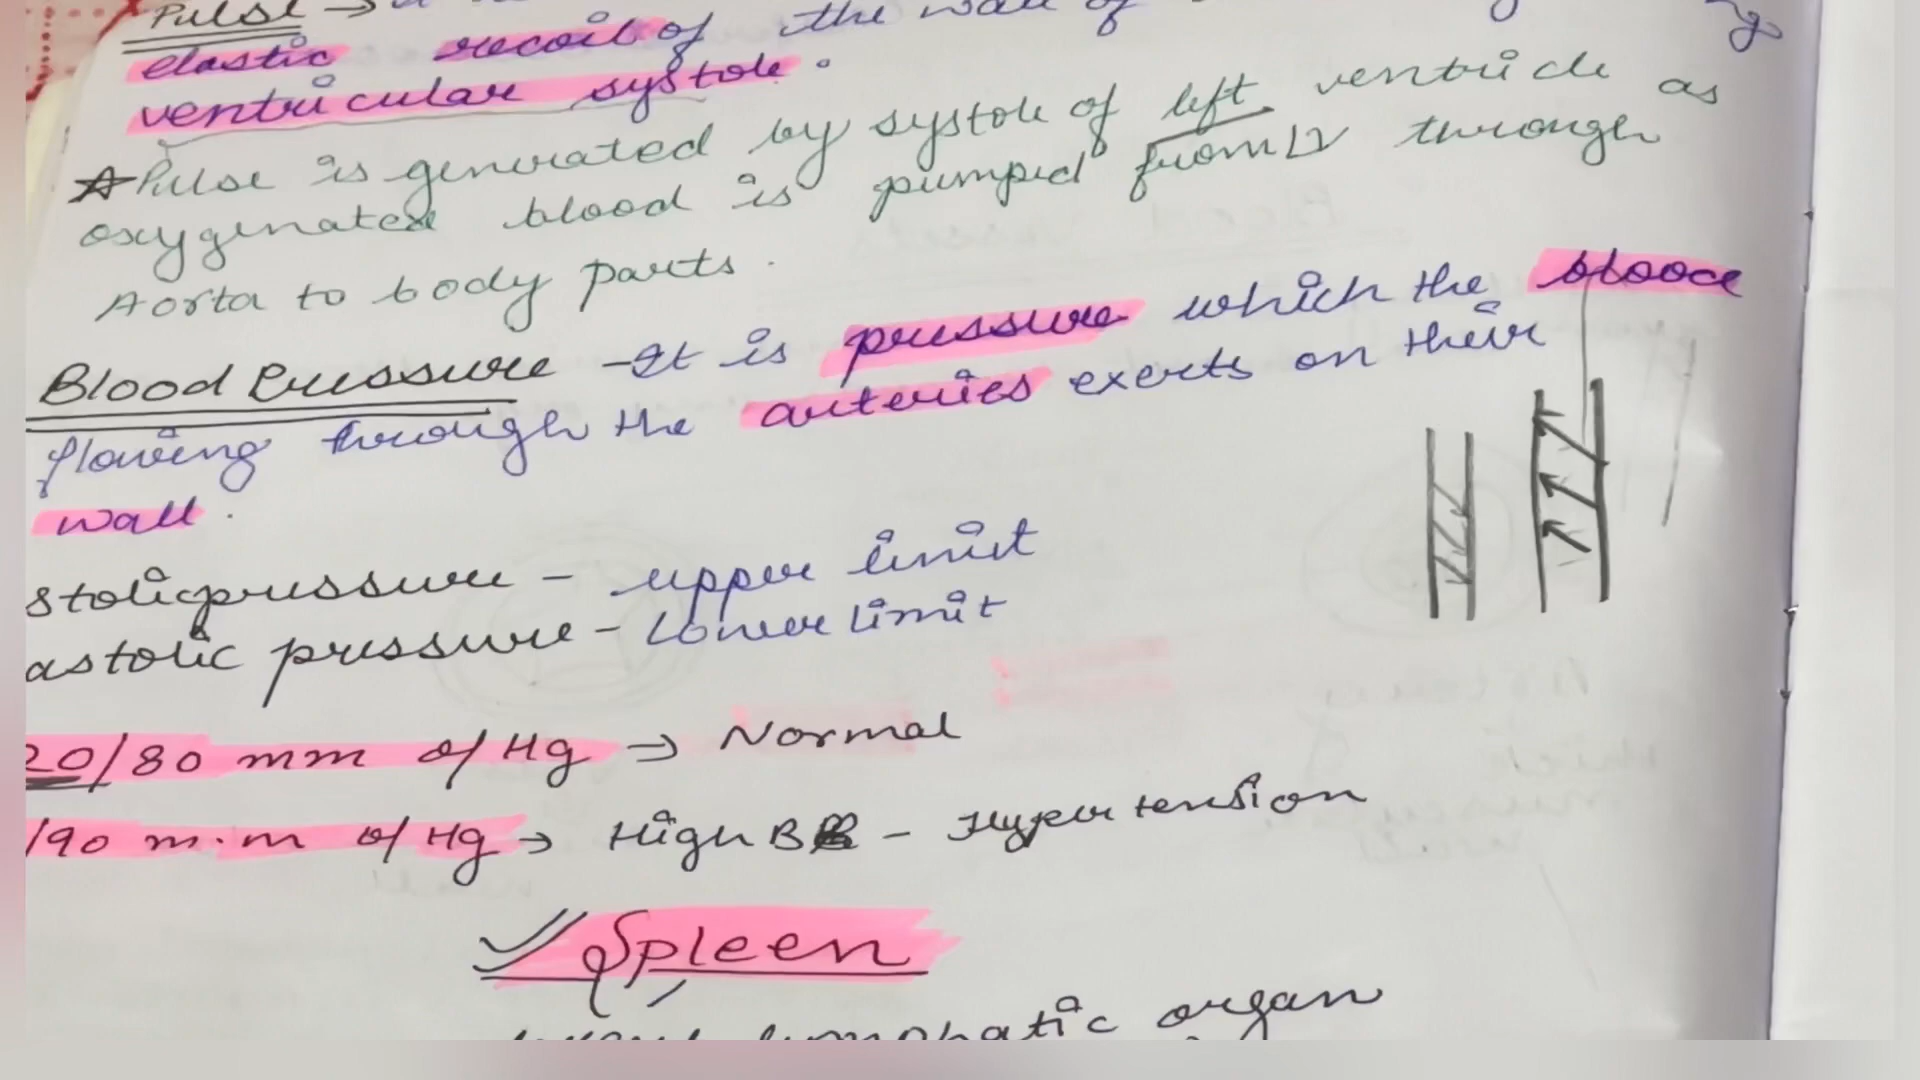 Pulse →
elastic recoil of the wall of
ventricular systole.
Pulse is generated by systole of left ventricle as
oxygenated blood is pumped from LV through
Aorta to body parts.
Blood Pressure - It is pressure which the blood
flowing through the arteries exerts on their
wall.
stolic pressure - upper limit
astolic pressure - Lower limit
20/80 mm of Hg → Normal
/90 m.m of Hg → High BP - Hypertension
Spleen
lymphatic organ